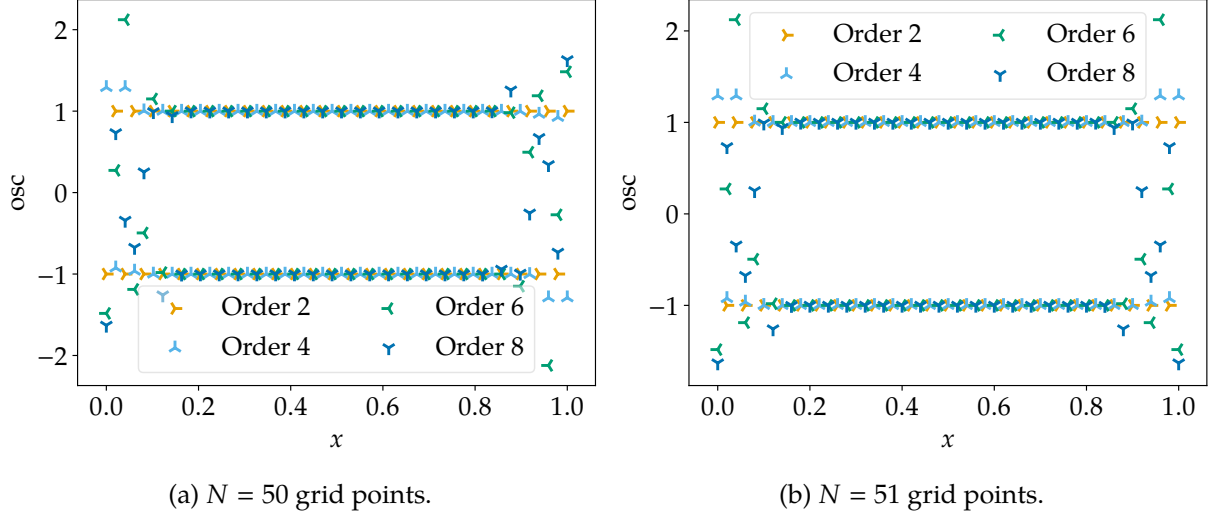 2
1
0
−1
−2
osc
Order 2
Order 4
Order 6
Order 8
0.0 0.2 0.4 0.6 0.8 1.0
x
(a) N = 50 grid points.
2
1
0
−1
osc
Order 2
Order 4
Order 6
Order 8
0.0 0.2 0.4 0.6 0.8 1.0
x
(b) N = 51 grid points.